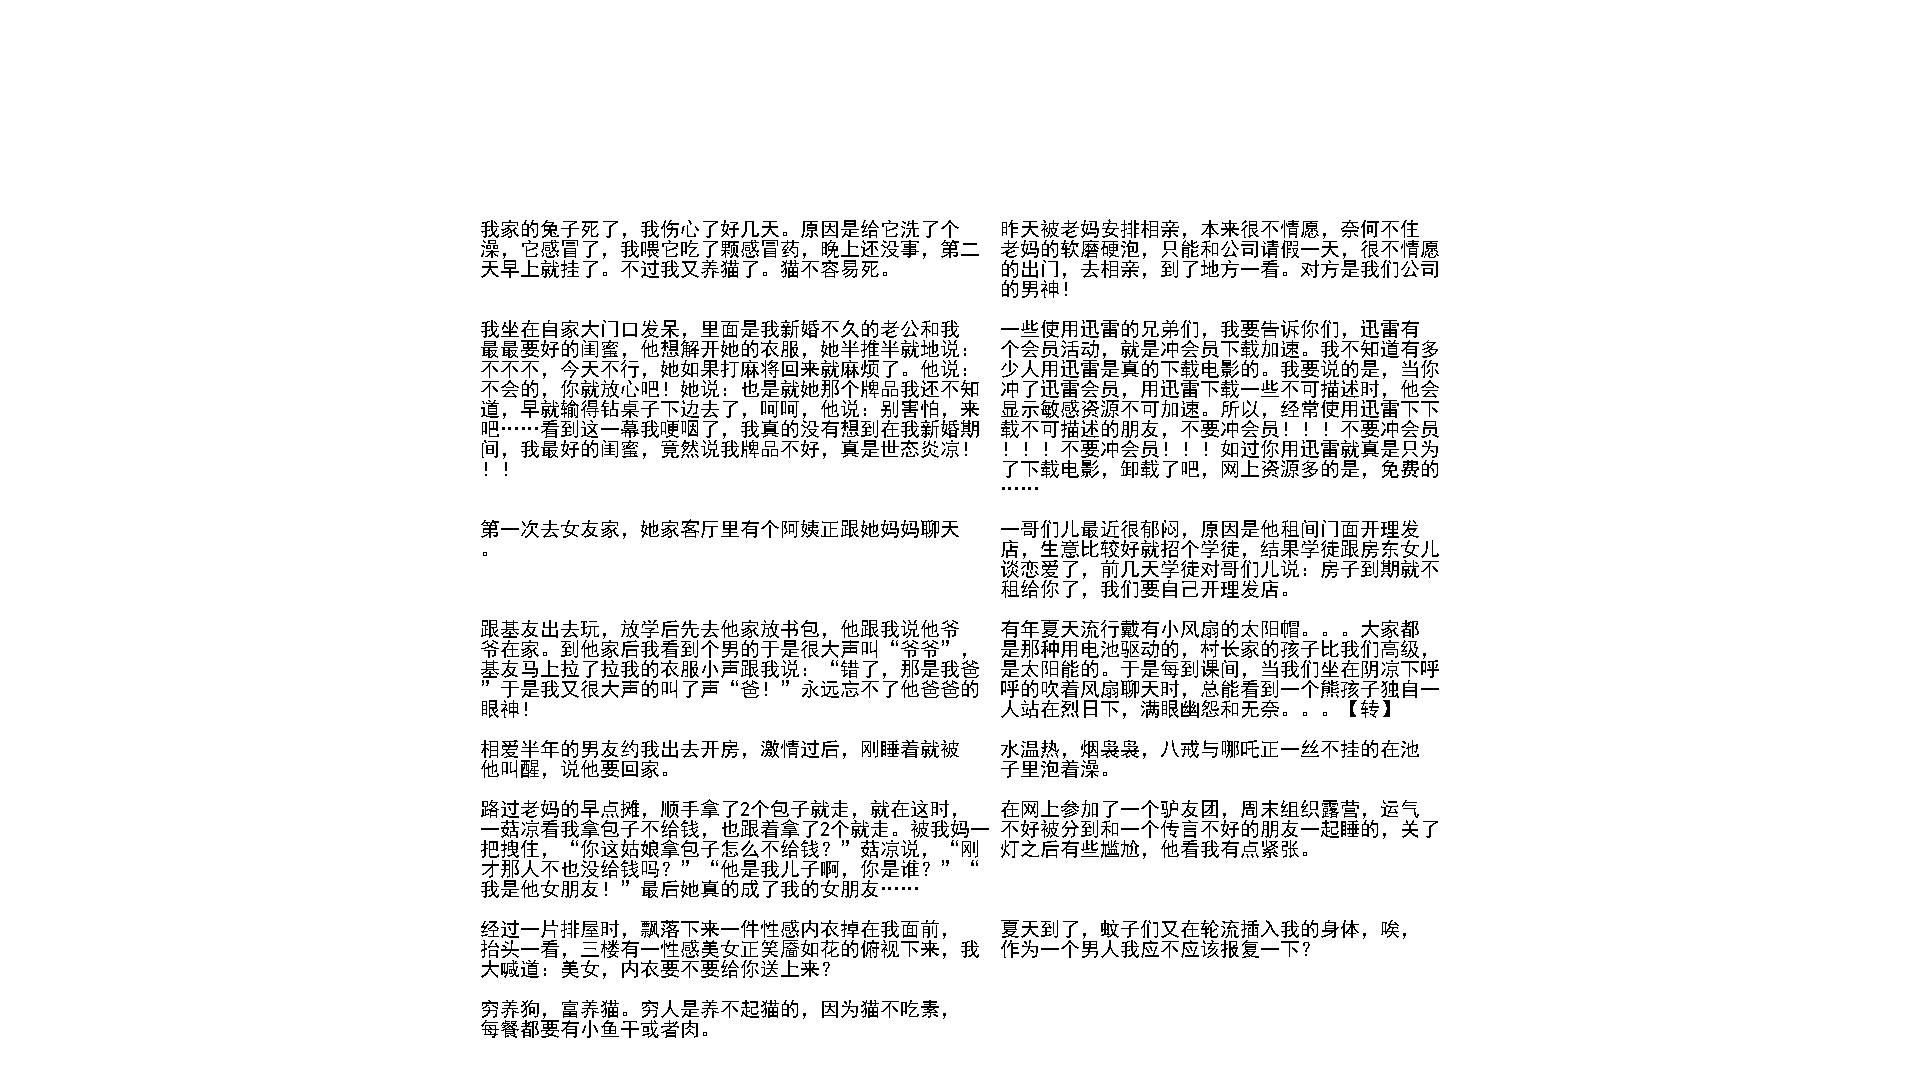 我家的兔子死了，我伤心了好几天。原因是给它洗了个
澡，它感冒了，我喂它吃了颗感冒药，晚上还没事，第二
天早上就挂了。不过我又养猫了。猫不容易死。
昨天被老妈安排相亲，本来很不情愿，奈何不住
老妈的软磨硬泡，只能和公司请假一天，很不情愿
的出门，去相亲，到了地方一看。对方是我们公司
的男神！
我坐在自家大门口发呆，里面是我新婚不久的老公和我
最最要好的闺蜜，他想解开她的衣服，她半推半就地说：
不不不，今天不行，她如果打麻将回来就麻烦了。他说：
不会的，你就放心吧！她说：也是就她那个牌品我还不知
道，早就输得钻桌子下边去了，呵呵，他说：别害怕，来
吧……看到这一幕我哽咽了，我真的没有想到在我新婚期
间，我最好的闺蜜，竟然说我牌品不好，真是世态炎凉！
！！
一些使用迅雷的兄弟们，我要告诉你们，迅雷有
个会员活动，就是冲会员下载加速。我不知道有多
少人用迅雷是真的下载电影的。我要说的是，当你
冲了迅雷会员，用迅雷下载一些不可描述时，他会
显示敏感资源不可加速。所以，经常使用迅雷下下
载不可描述的朋友，不要冲会员！！！不要冲会员
！！！不要冲会员！！！如过你用迅雷就真是只为
了下载电影，卸载了吧，网上资源多的是，免费的
……
第一次去女友家，她家客厅里有个阿姨正跟她妈妈聊天
。
一哥们儿最近很郁闷，原因是他租间门面开理发
店，生意比较好就招个学徒，结果学徒跟房东女儿
谈恋爱了，前几天学徒对哥们儿说：房子到期就不
租给你了，我们要自己开理发店。
跟基友出去玩，放学后先去他家放书包，他跟我说他爷
爷在家。到他家后我看到个男的于是很大声叫“爷爷”，
基友马上拉了拉我的衣服小声跟我说：“错了，那是我爸
”于是我又很大声的叫了声“爸！”永远忘不了他爸爸的
眼神！
有年夏天流行戴有小风扇的太阳帽。。。大家都
是那种用电池驱动的，村长家的孩子比我们高级，
是太阳能的。于是每到课间，当我们坐在阴凉下呼
呼的吹着风扇聊天时，总能看到一个熊孩子独自一
人站在烈日下，满眼幽怨和无奈。。。【转】
相爱半年的男友约我出去开房，激情过后，刚睡着就被
他叫醒，说他要回家。
水温热，烟袅袅，八戒与哪吒正一丝不挂的在池
子里泡着澡。
路过老妈的早点摊，顺手拿了2个包子就走，就在这时，
一菇凉看我拿包子不给钱，也跟着拿了2个就走。被我妈一
把拽住，“你这姑娘拿包子怎么不给钱？”菇凉说，“刚
才那人不也没给钱吗？”“他是我儿子啊，你是谁？”“
我是他女朋友！”最后她真的成了我的女朋友……
在网上参加了一个驴友团，周末组织露营，运气
不好被分到和一个传言不好的朋友一起睡的，关了
灯之后有些尴尬，他看我有点紧张。
经过一片排屋时，飘落下来一件性感内衣掉在我面前，
抬头一看，三楼有一性感美女正笑靥如花的俯视下来，我
大喊道：美女，内衣要不要给你送上来？
夏天到了，蚊子们又在轮流插入我的身体，唉，
作为一个男人我应不应该报复一下？
穷养狗，富养猫。穷人是养不起猫的，因为猫不吃素，
每餐都要有小鱼干或者肉。